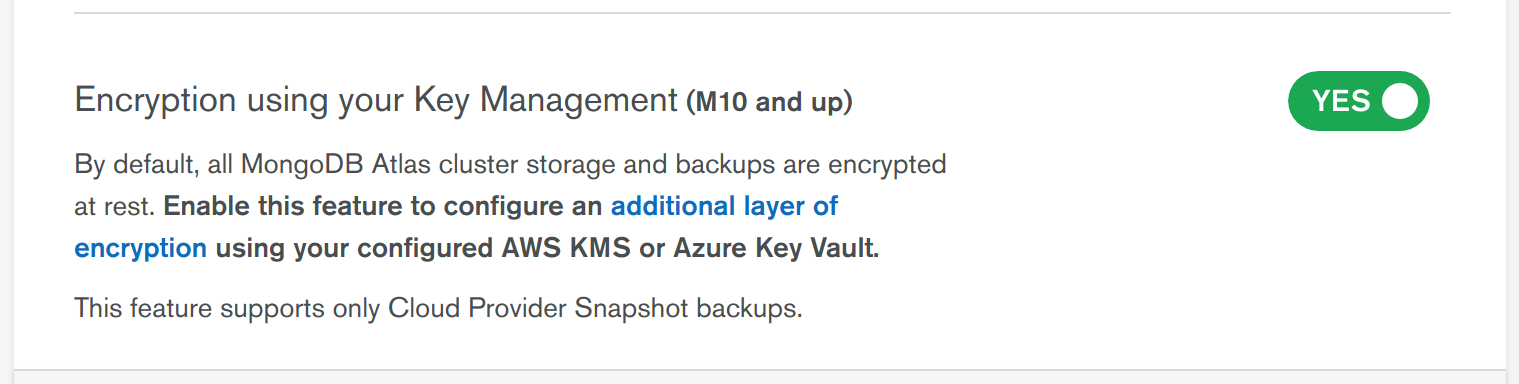 Encryption using your Key Management (M10 and up)
YES
By default, all MongoDB Atlas cluster storage and backups are encrypted
at rest. Enable this feature to configure an additional layer of
encryption using your configured AWS KMS or Azure Key Vault.
This feature supports only Cloud Provider Snapshot backups.